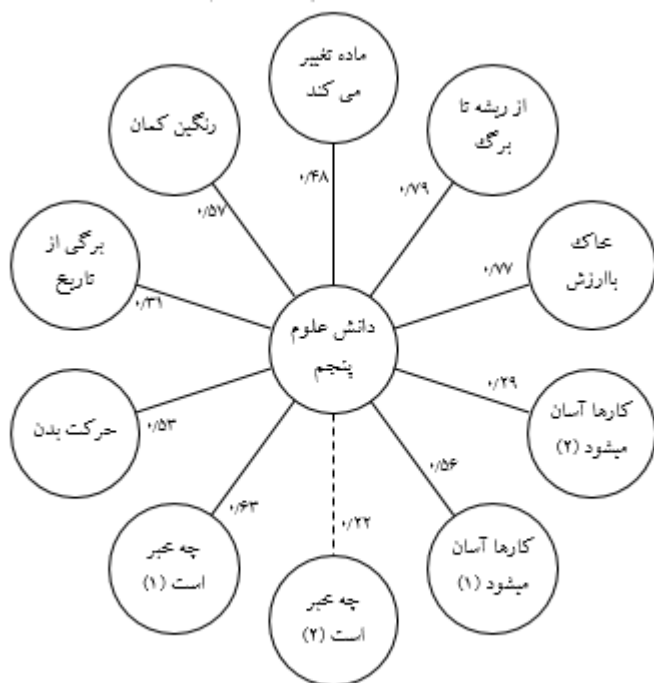 ماده تغییر
می کند
۰/۴۸
از ریشه تا
برگ
۰/۷۹
خاک
باارزش
۰/۷۷
کارها آسان
میشود (۲)
۰/۲۹
کارها آسان
میشود (۱)
۰/۵۶
چه خبر
است (۲)
۰/۲۲
چه خبر
است (۱)
۰/۶۳
حرکت بدن
۰/۵۳
برگی از
تاریخ
۰/۳۱
رنگین کمان
۰/۵۷
دانش علوم
پنجم